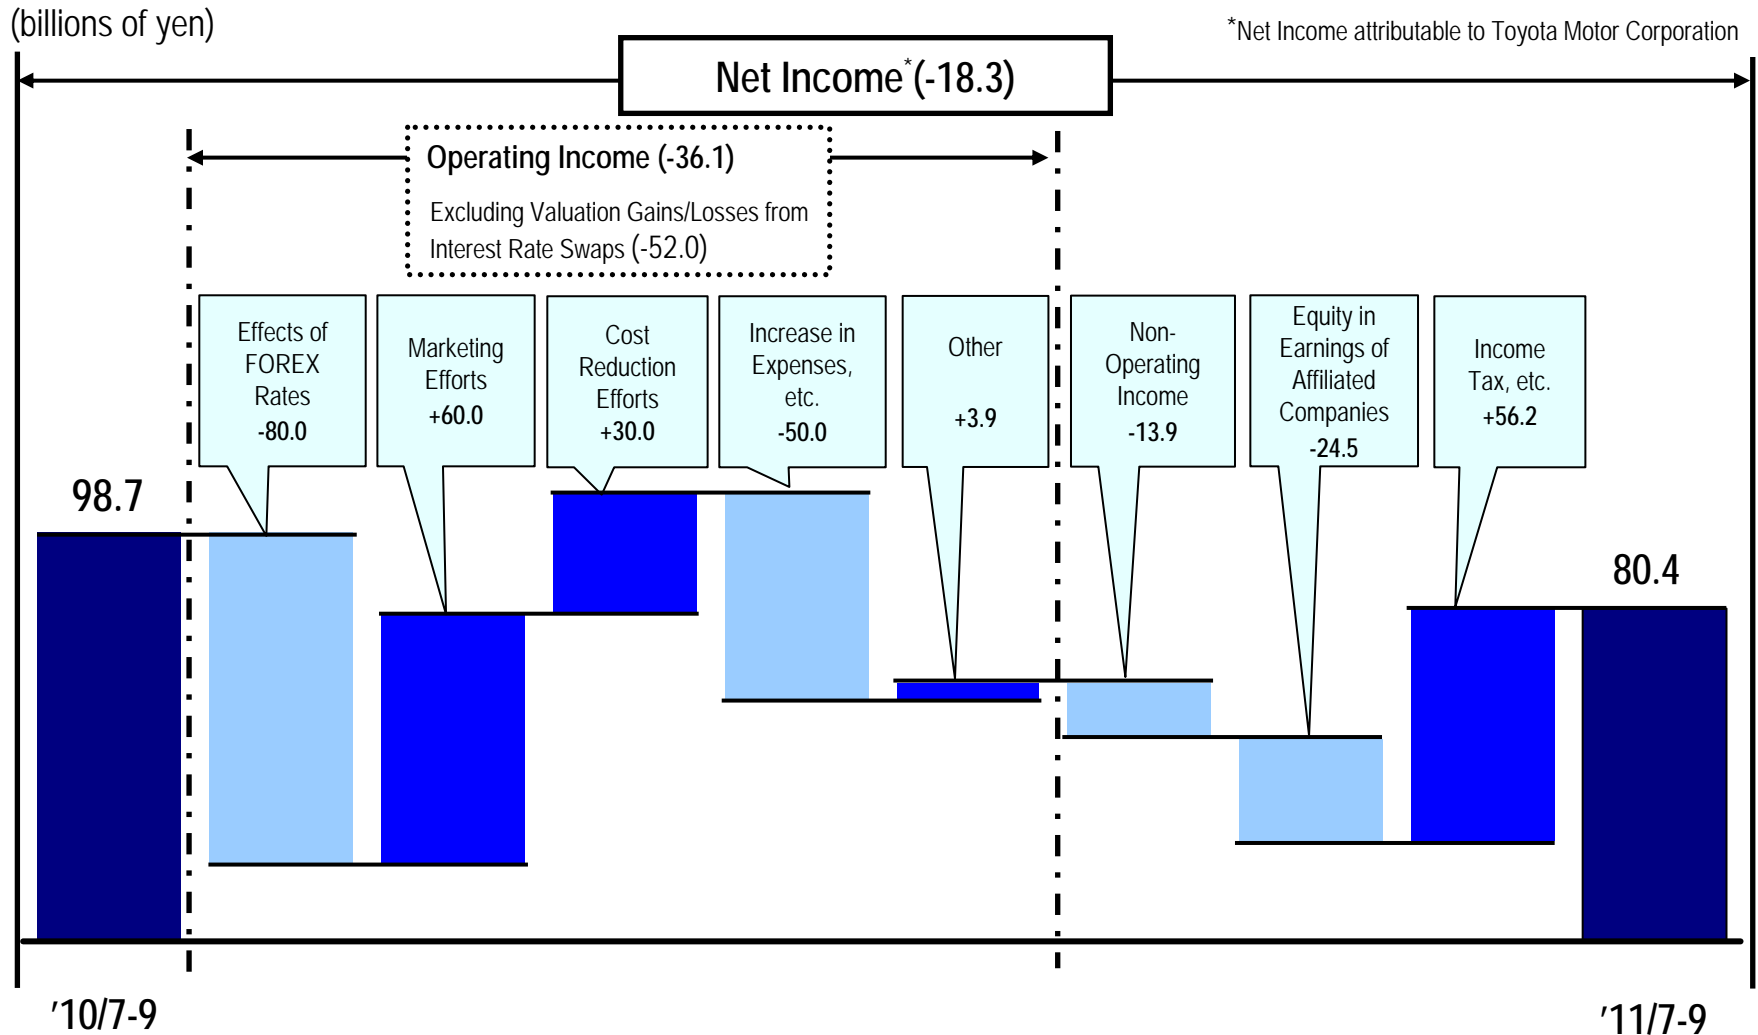 (billions of yen)
*Net Income attributable to Toyota Motor Corporation
Net Income*(-18.3)
Operating Income (-36.1)
Excluding Valuation Gains/Losses from
Interest Rate Swaps (-52.0)
Effects of
FOREX
Rates
-80.0
Marketing
Efforts
+60.0
Cost
Reduction
Efforts
+30.0
Increase in
Expenses,
etc.
-50.0
Other
+3.9
Non-
Operating
Income
-13.9
Equity in
Earnings of
Affiliated
Companies
-24.5
Income
Tax, etc.
+56.2
98.7
80.4
'10/7-9
'11/7-9